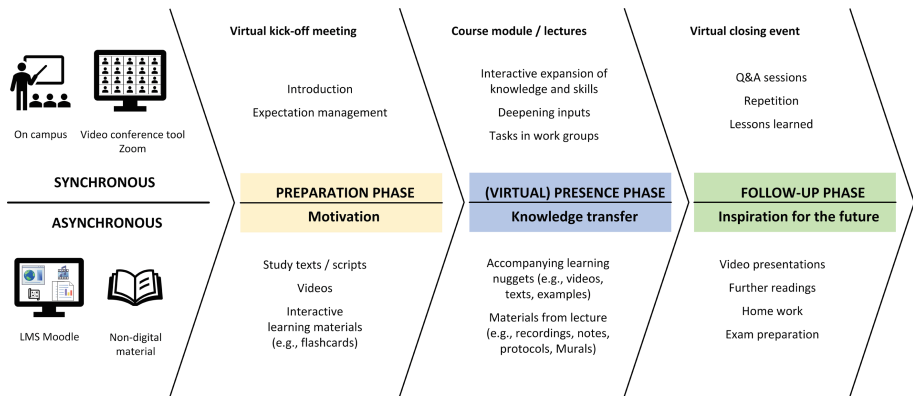 Virtual kick-off meeting
Course module / lectures
Virtual closing event
On campus
Video conference tool
Zoom
Introduction
Expectation management
Interactive expansion of
knowledge and skills
Deepening inputs
Tasks in work groups
Q&A sessions
Repetition
Lessons learned
SYNCHRONOUS
PREPARATION PHASE
(VIRTUAL) PRESENCE PHASE
FOLLOW-UP PHASE
ASYNCHRONOUS
Motivation
Knowledge transfer
Inspiration for the future
LMS Moodle
Non-digital
material
Study texts / scripts
Videos
Interactive
learning materials
(e.g., flashcards)
Accompanying learning
nuggets (e.g., videos,
texts, examples)
Materials from lecture
(e.g., recordings, notes,
protocols, Murals)
Video presentations
Further readings
Home work
Exam preparation